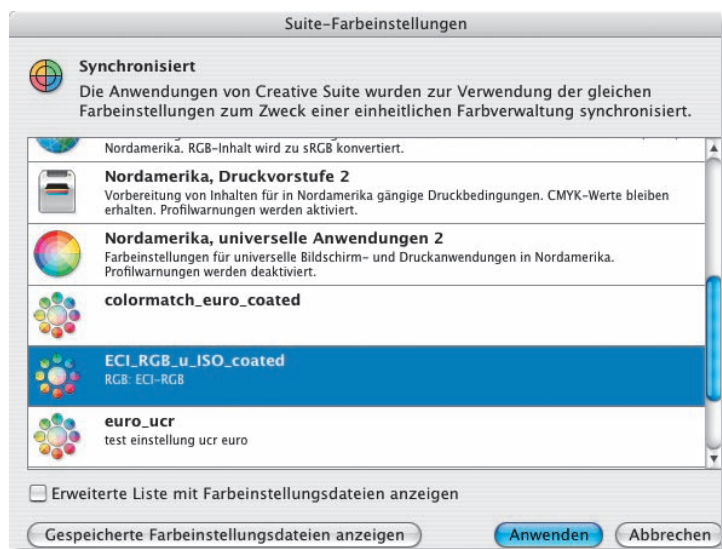 Suite-Farbeinstellungen
Synchronisiert
Die Anwendungen von Creative Suite wurden zur Verwendung der gleichen
Farbeinstellungen zum Zweck einer einheitlichen Farbverwaltung synchronisiert.
Nordamerika. RGB-Inhalt wird zu sRGB konvertiert.
Nordamerika, Druckvorstufe 2
Vorbereitung von Inhalten für in Nordamerika gängige Druckbedingungen. CMYK-Werte bleiben
erhalten. Profilwarnungen werden aktiviert.
Nordamerika, universelle Anwendungen 2
Farbeinstellungen für universelle Bildschirm- und Druckanwendungen in Nordamerika.
Profilwarnungen werden deaktiviert.
colormatch_euro_coated
ECI_RGB_u_ISO_coated
RGB: ECI-RGB
euro_ucr
test einstellung ucr euro
Erweiterte Liste mit Farbeinstellungsdateien anzeigen
Gespeicherte Farbeinstellungsdateien anzeigen
Anwenden
Abbrechen